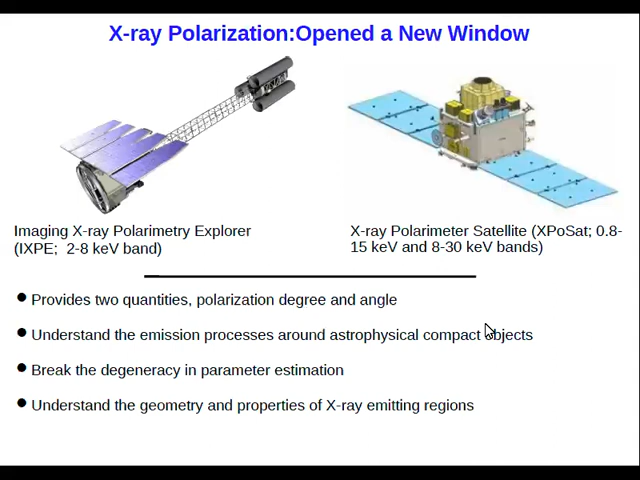 X-ray Polarization:Opened a New Window
Imaging X-ray Polarimetry Explorer
(IXPE;  2-8 keV band)
X-ray Polarimeter Satellite (XPoSat; 0.8-
15 keV and 8-30 keV bands)
● Provides two quantities, polarization degree and angle
● Understand the emission processes around astrophysical compact objects
● Break the degeneracy in parameter estimation
● Understand the geometry and properties of X-ray emitting regions